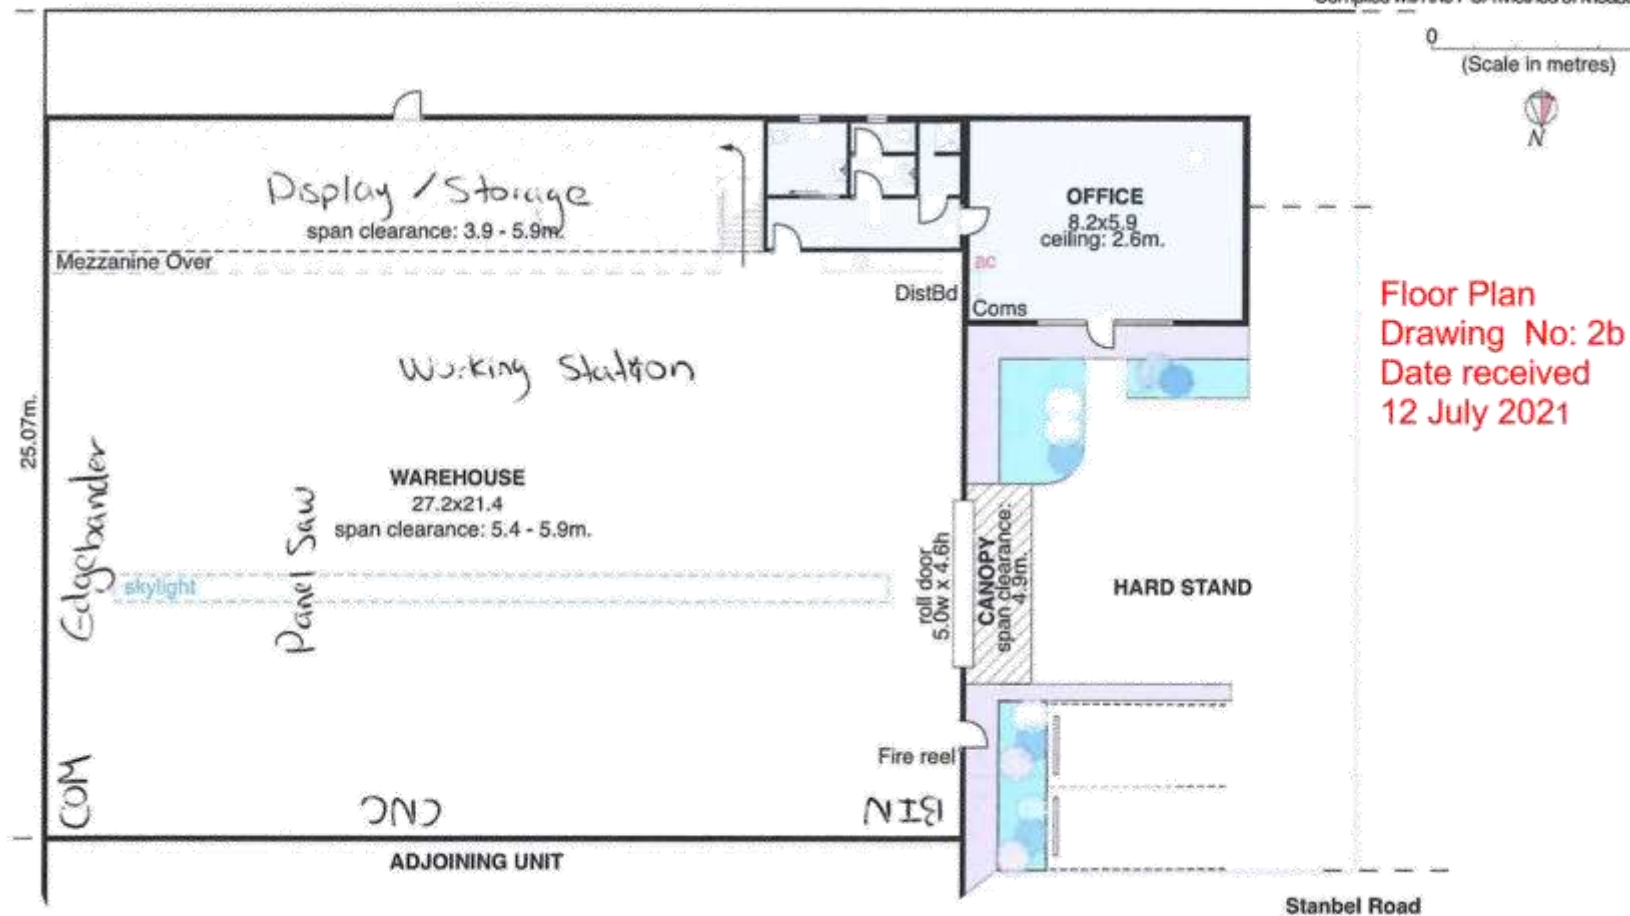 0
(Scale in metres)
N
Display / Storage
span clearance: 3.9 - 5.9m.
Mezzanine Over
OFFICE
8.2x5.9
ceiling: 2.6m.
ac
DistBd
Coms
Floor Plan
Drawing No: 2b
Date received
12 July 2021
Working Station
25.07m.
Edgebander
Panel Saw
WAREHOUSE
27.2x21.4
span clearance: 5.4 - 5.9m.
skylight
roll door
5.0w x 4.6h
CANOPY
span clearance:
4.9m.
HARD STAND
Fire reel
COM
CNC
BIN
ADJOINING UNIT
Stanbel Road